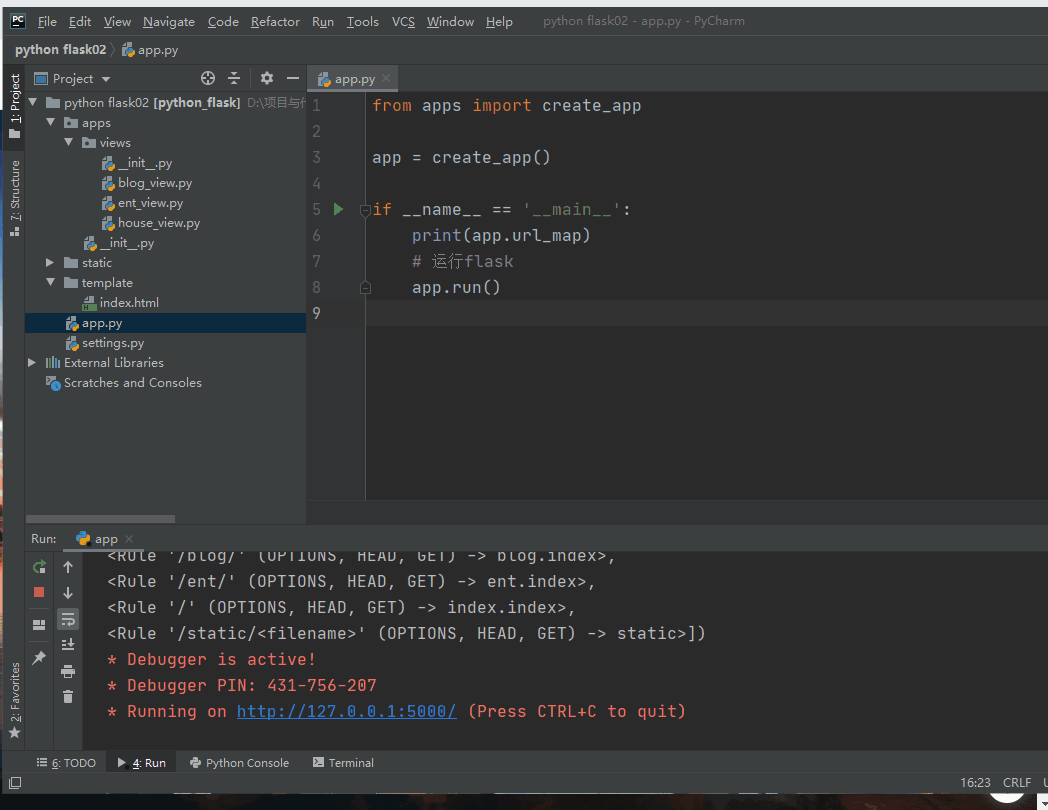 PC File Edit View Navigate Code Refactor Run Tools VCS Window Help python flask02 - app.py - PyCharm
python flask02 app.py
1: Project
7: Structure
2: Favorites
Project
python flask02 [python_flask] D:\项目与
apps
views
__init__.py
blog_view.py
ent_view.py
house_view.py
__init__.py
static
template
index.html
app.py
settings.py
External Libraries
Scratches and Consoles
app.py
1 from apps import create_app
2
3 app = create_app()
4
5 if __name__ == '__main__':
6 print(app.url_map)
7 # 运行flask
8 app.run()
9
Run: app
<Rule '/blog/' (OPTIONS, HEAD, GET) -> blog.index>,
<Rule '/ent/' (OPTIONS, HEAD, GET) -> ent.index>,
<Rule '/' (OPTIONS, HEAD, GET) -> index.index>,
<Rule '/static/<filename>' (OPTIONS, HEAD, GET) -> static>])
* Debugger is active!
* Debugger PIN: 431-756-207
* Running on http://127.0.0.1:5000/ (Press CTRL+C to quit)
6: TODO 4: Run Python Console Terminal
16:23 CRLF